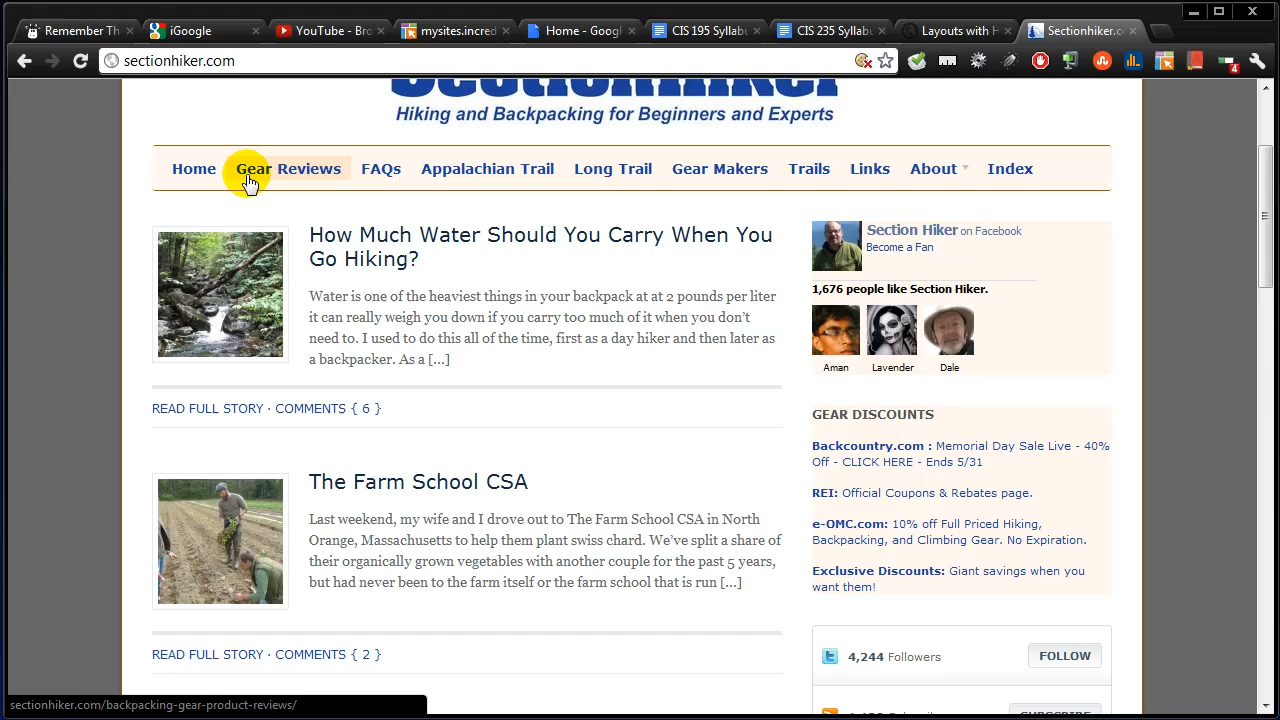 Remember Th
iGoogle
YouTube - Bro
mysites.incred
Home - Googl
CIS 195 Syllab
CIS 235 Syllab
Layouts with H
Sectionhiker.co
sectionhiker.com
4
SectionHiker
Hiking and Backpacking for Beginners and Experts
Home Gear Reviews FAQs Appalachian Trail Long Trail Gear Makers Trails Links About Index
How Much Water Should You Carry When You
Go Hiking?
Water is one of the heaviest things in your backpack at at 2 pounds per liter
it can really weigh you down if you carry too much of it when you don't
need to. I used to do this all of the time, first as a day hiker and then later as
a backpacker. As a [...]
READ FULL STORY · COMMENTS { 6 }
The Farm School CSA
Last weekend, my wife and I drove out to The Farm School CSA in North
Orange, Massachusetts to help them plant swiss chard. We've split a share of
their organically grown vegetables with another couple for the past 5 years,
but had never been to the farm itself or the farm school that is run [...]
READ FULL STORY · COMMENTS { 2 }
Section Hiker on Facebook
Become a Fan
1,676 people like Section Hiker.
Aman Lavender Dale
GEAR DISCOUNTS
Backcountry.com : Memorial Day Sale Live - 40%
Off - CLICK HERE - Ends 5/31
REI: Official Coupons & Rebates page.
e-OMC.com: 10% off Full Priced Hiking,
Backpacking, and Climbing Gear. No Expiration.
Exclusive Discounts: Giant savings when you
want them!
4,244 Followers FOLLOW
sectionhiker.com/backpacking-gear-product-reviews/